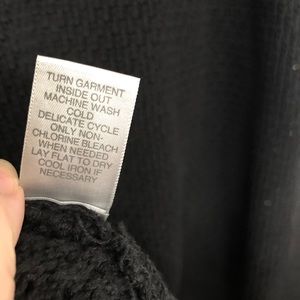 TURN GARMENT
INSIDE OUT
MACHINE WASH
COLD
DELICATE CYCLE
ONLY NON-
CHLORINE BLEACH
WHEN NEEDED
LAY FLAT TO DRY
COOL IRON IF
NECESSARY